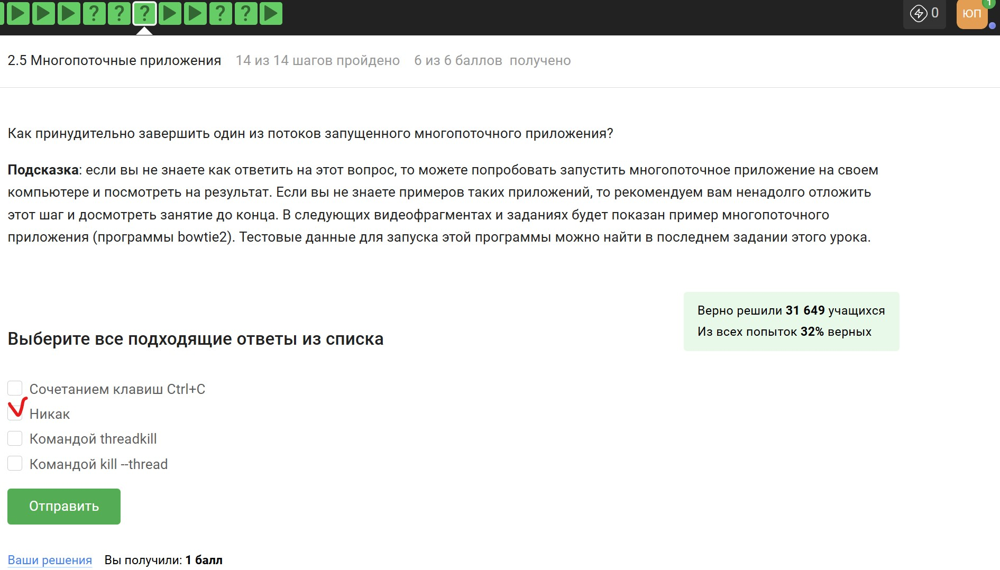 ? ? ? ? ?
0
ЮП
1
2.5 Многопоточные приложения 14 из 14 шагов пройдено 6 из 6 баллов получено
Как принудительно завершить один из потоков запущенного многопоточного приложения?
Подсказка: если вы не знаете как ответить на этот вопрос, то можете попробовать запустить многопоточное приложение на своем
компьютере и посмотреть на результат. Если вы не знаете примеров таких приложений, то рекомендуем вам ненадолго отложить
этот шаг и досмотреть занятие до конца. В следующих видеофрагментах и заданиях будет показан пример многопоточного
приложения (программы bowtie2). Тестовые данные для запуска этой программы можно найти в последнем задании этого урока.
Верно решили 31 649 учащихся
Из всех попыток 32% верных
Выберите все подходящие ответы из списка
Сочетанием клавиш Ctrl+C
Никак
Командой threadkill
Командой kill --thread
Отправить
Ваши решения Вы получили: 1 балл